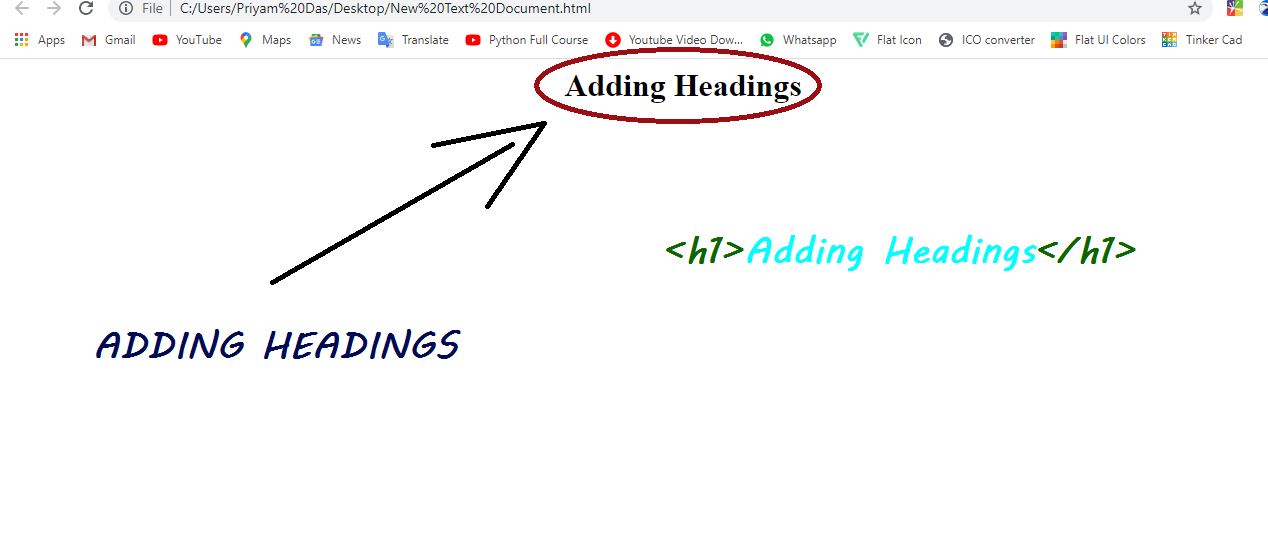 File C:/Users/Priyam%20Das/Desktop/New%20Text%20Document.html
Apps Gmail YouTube Maps News Translate Python Full Course Youtube Video Dow... Whatsapp Flat Icon ICO converter Flat UI Colors Tinker Cad
Adding Headings
<h1>Adding Headings</h1>
ADDING HEADINGS